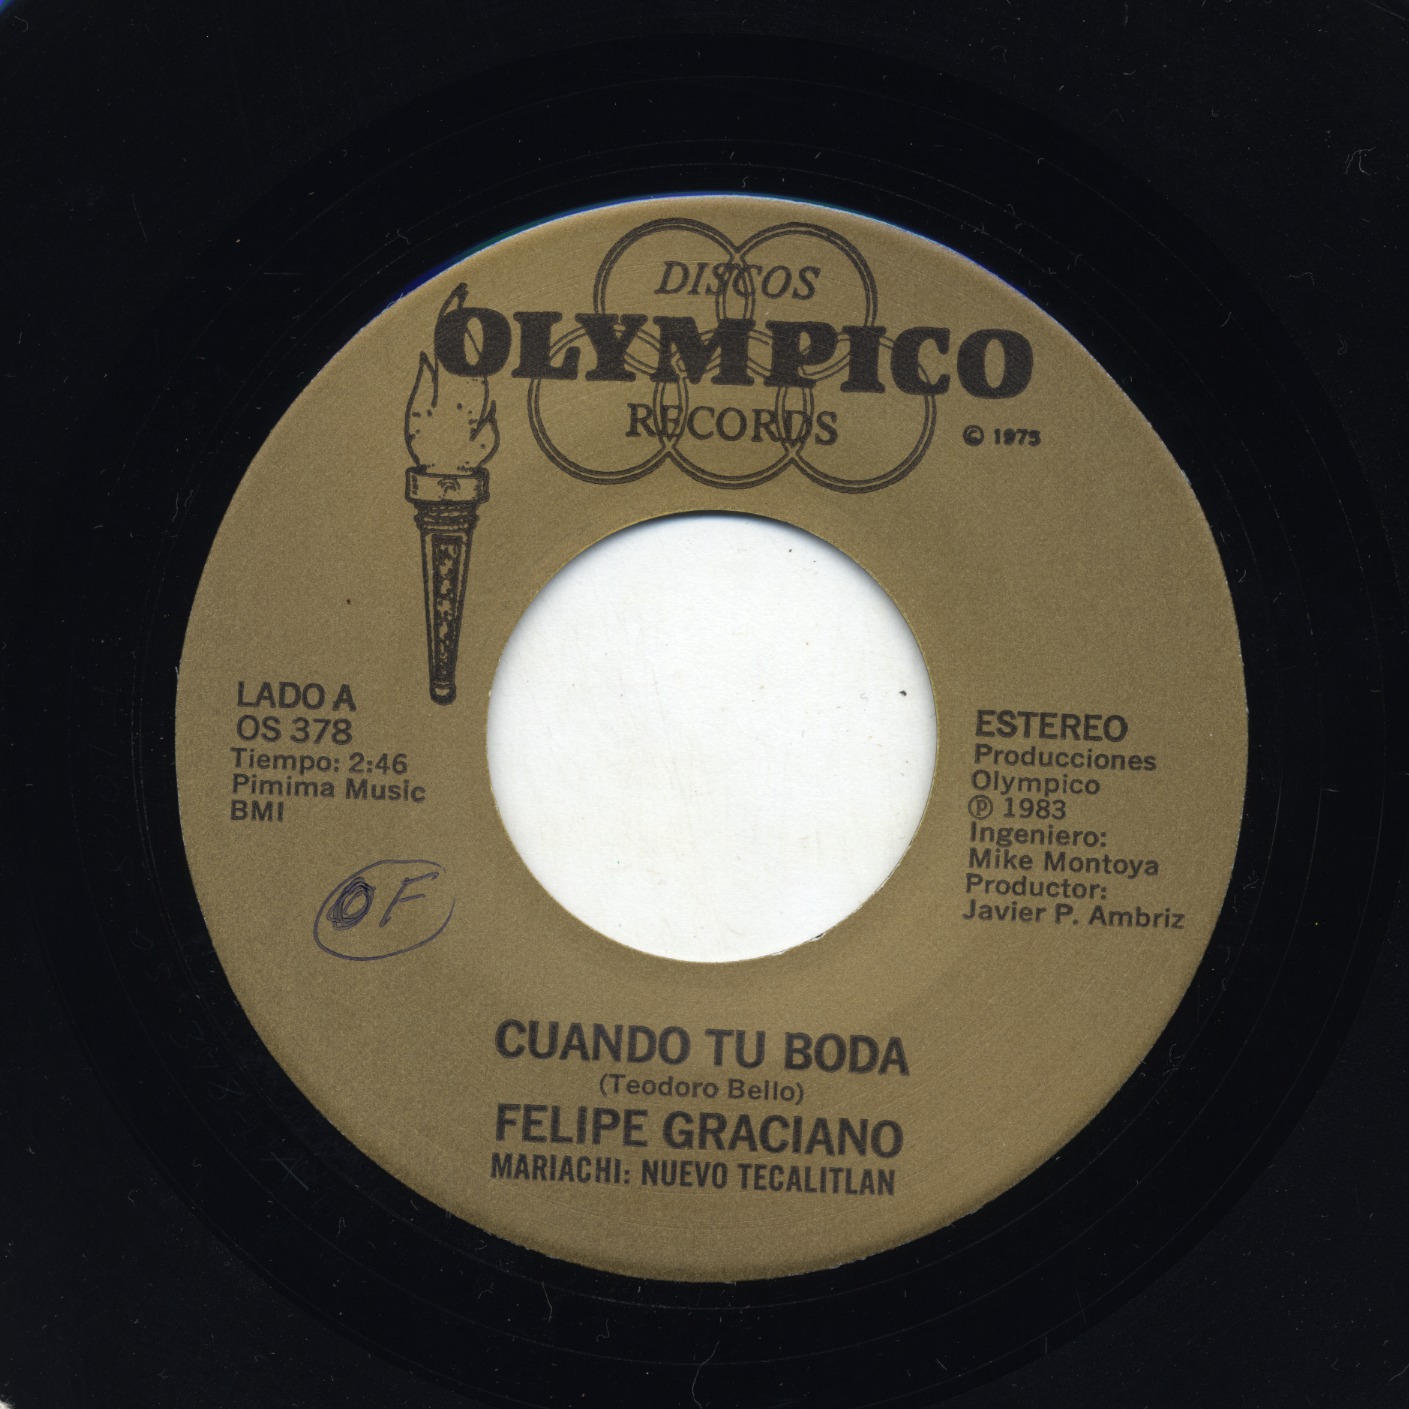 DISCOS
OLYMPICO
RECORDS
© 1975
LADO A
OS 378
Tiempo: 2:46
Pimima Music
BMI
ESTEREO
Producciones
Olympico
℗ 1983
Ingeniero:
Mike Montoya
Productor:
Javier P. Ambriz
OF
CUANDO TU BODA
(Teodoro Bello)
FELIPE GRACIANO
MARIACHI: NUEVO TECALITLAN